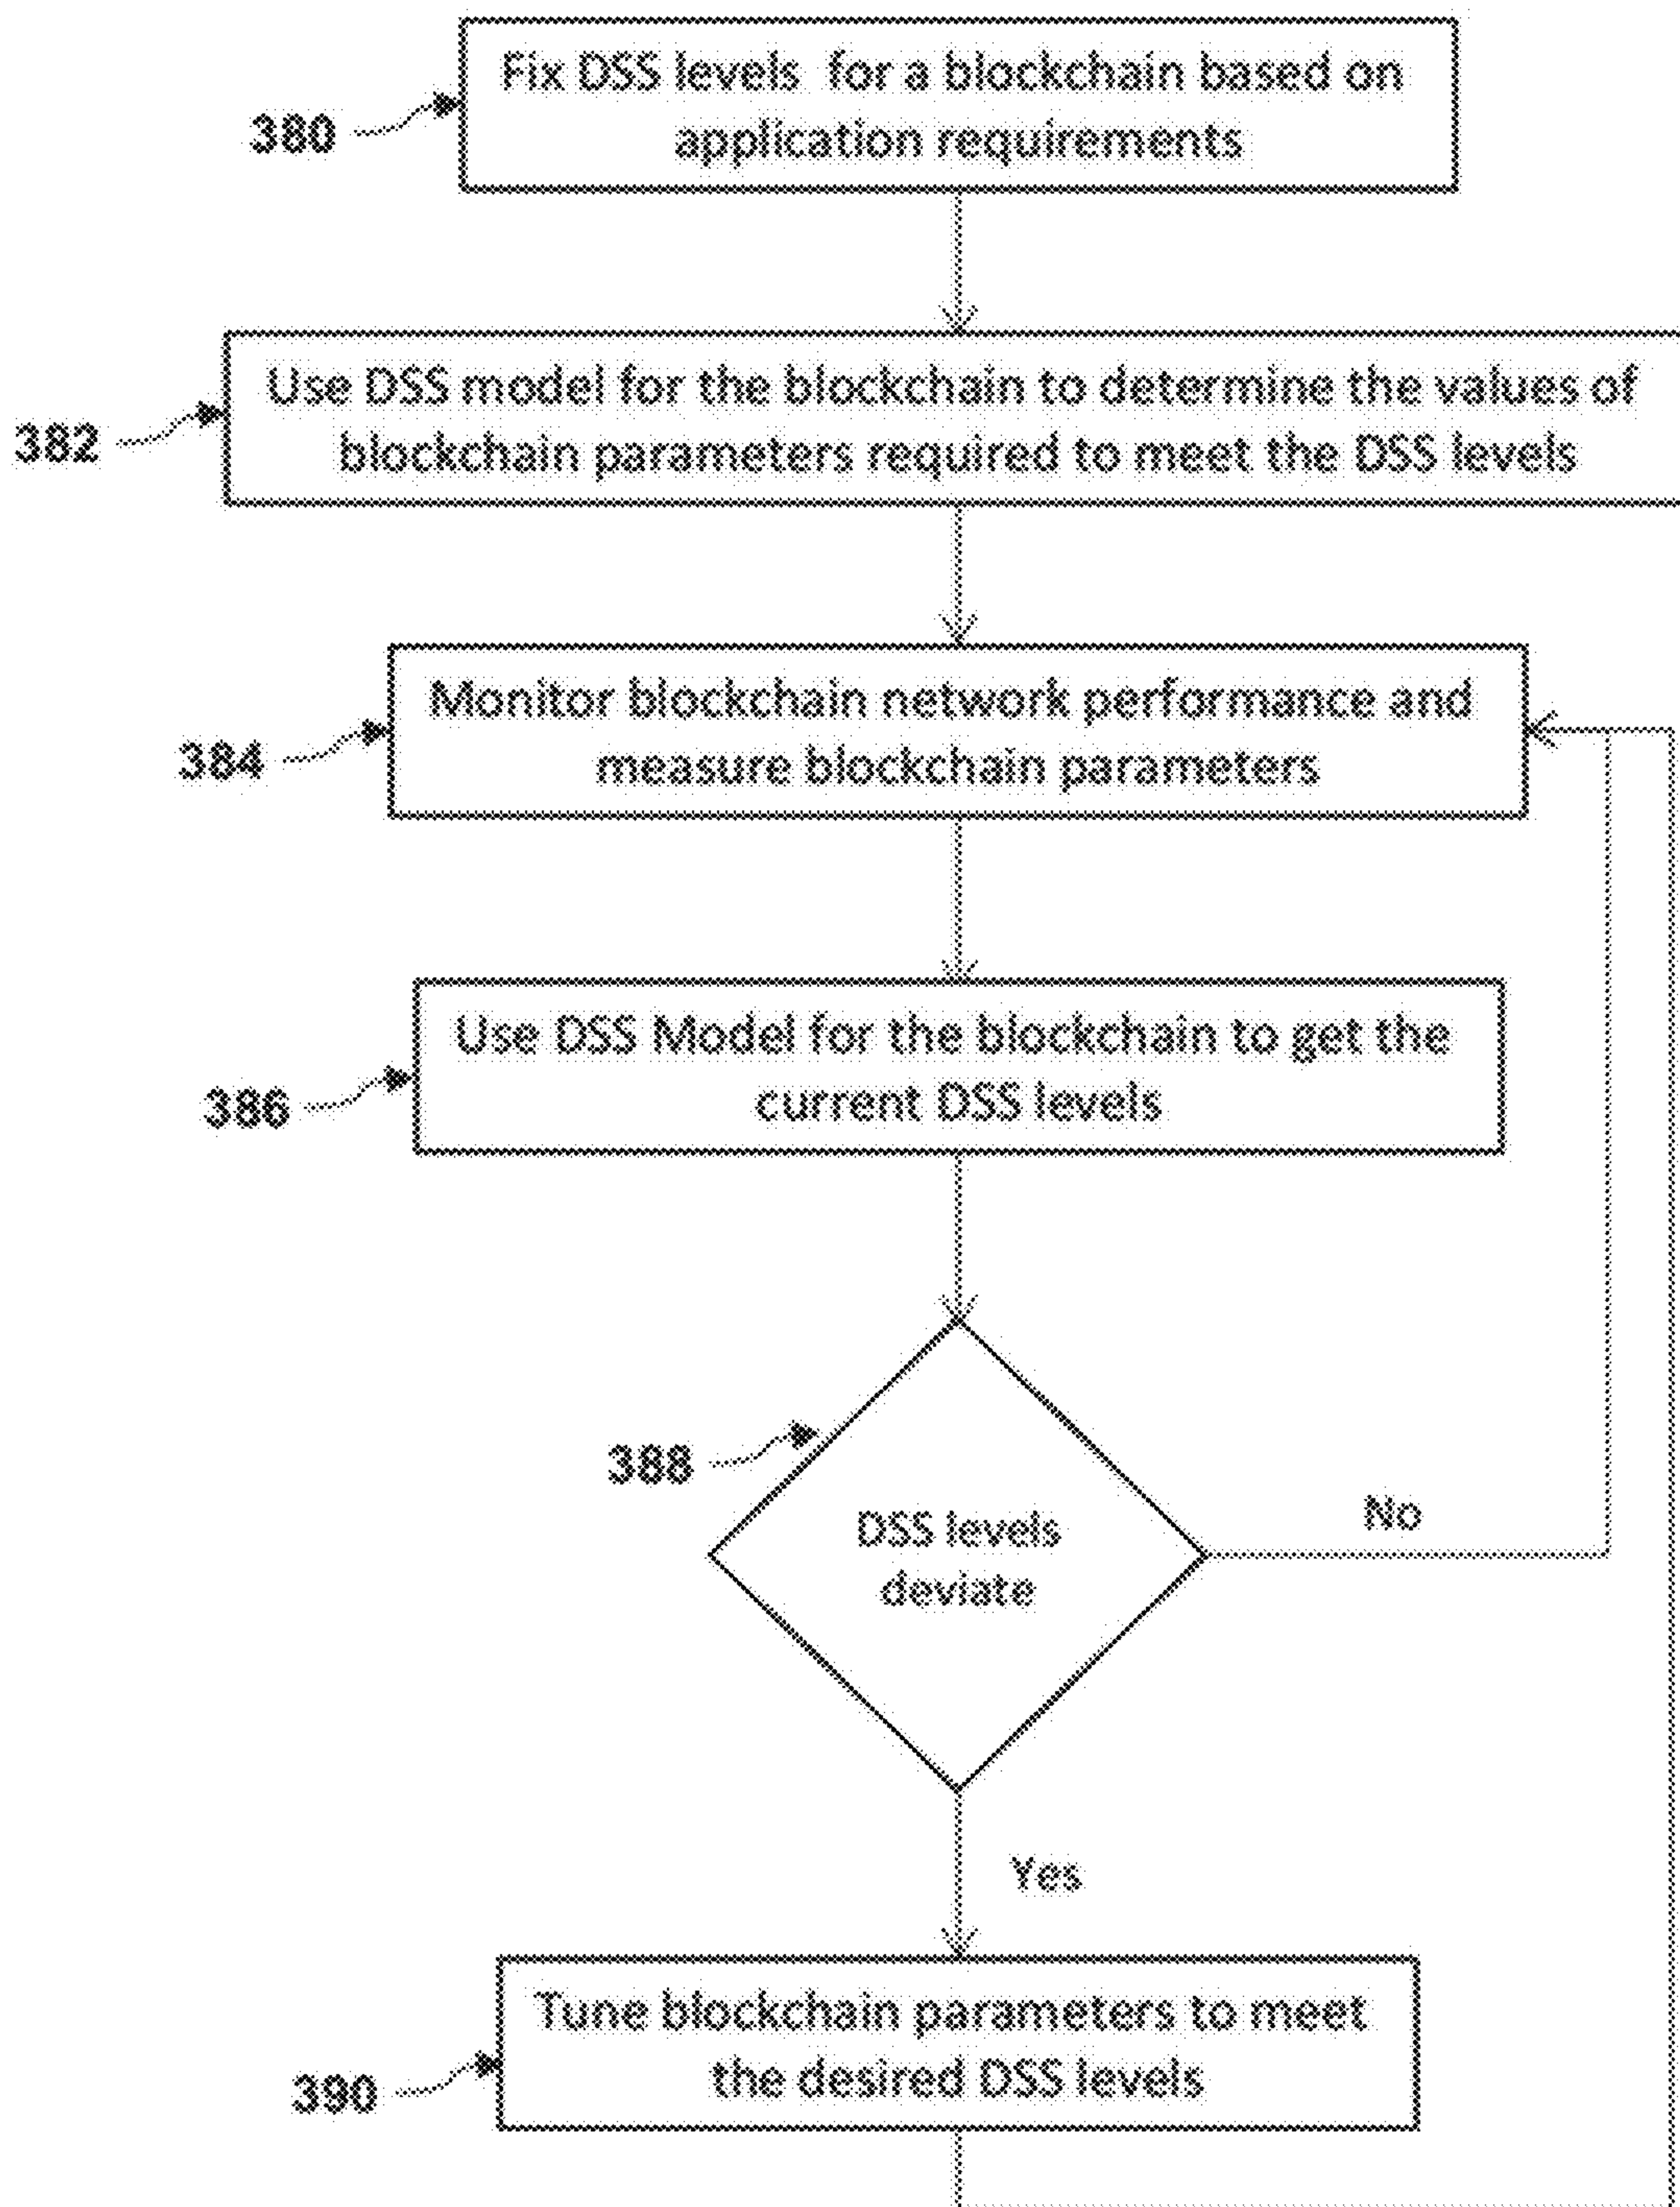 Fix DSS levels for a blockchain based on
application requirements
380
Use DSS model for the blockchain to determine the values of
blockchain parameters required to meet the DSS levels
382
Monitor blockchain network performance and
measure blockchain parameters
384
Use DSS Model for the blockchain to get the
current DSS levels
386
388
DSS levels
deviate
No
Yes
Tune blockchain parameters to meet
the desired DSS levels
390